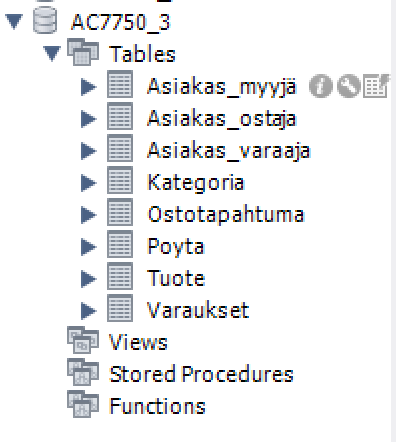 AC7750_3
Tables
Asiakas_myyjä
Asiakas_ostaja
Asiakas_varaaja
Kategoria
Ostotapahtuma
Poyta
Tuote
Varaukset
Views
Stored Procedures
Functions